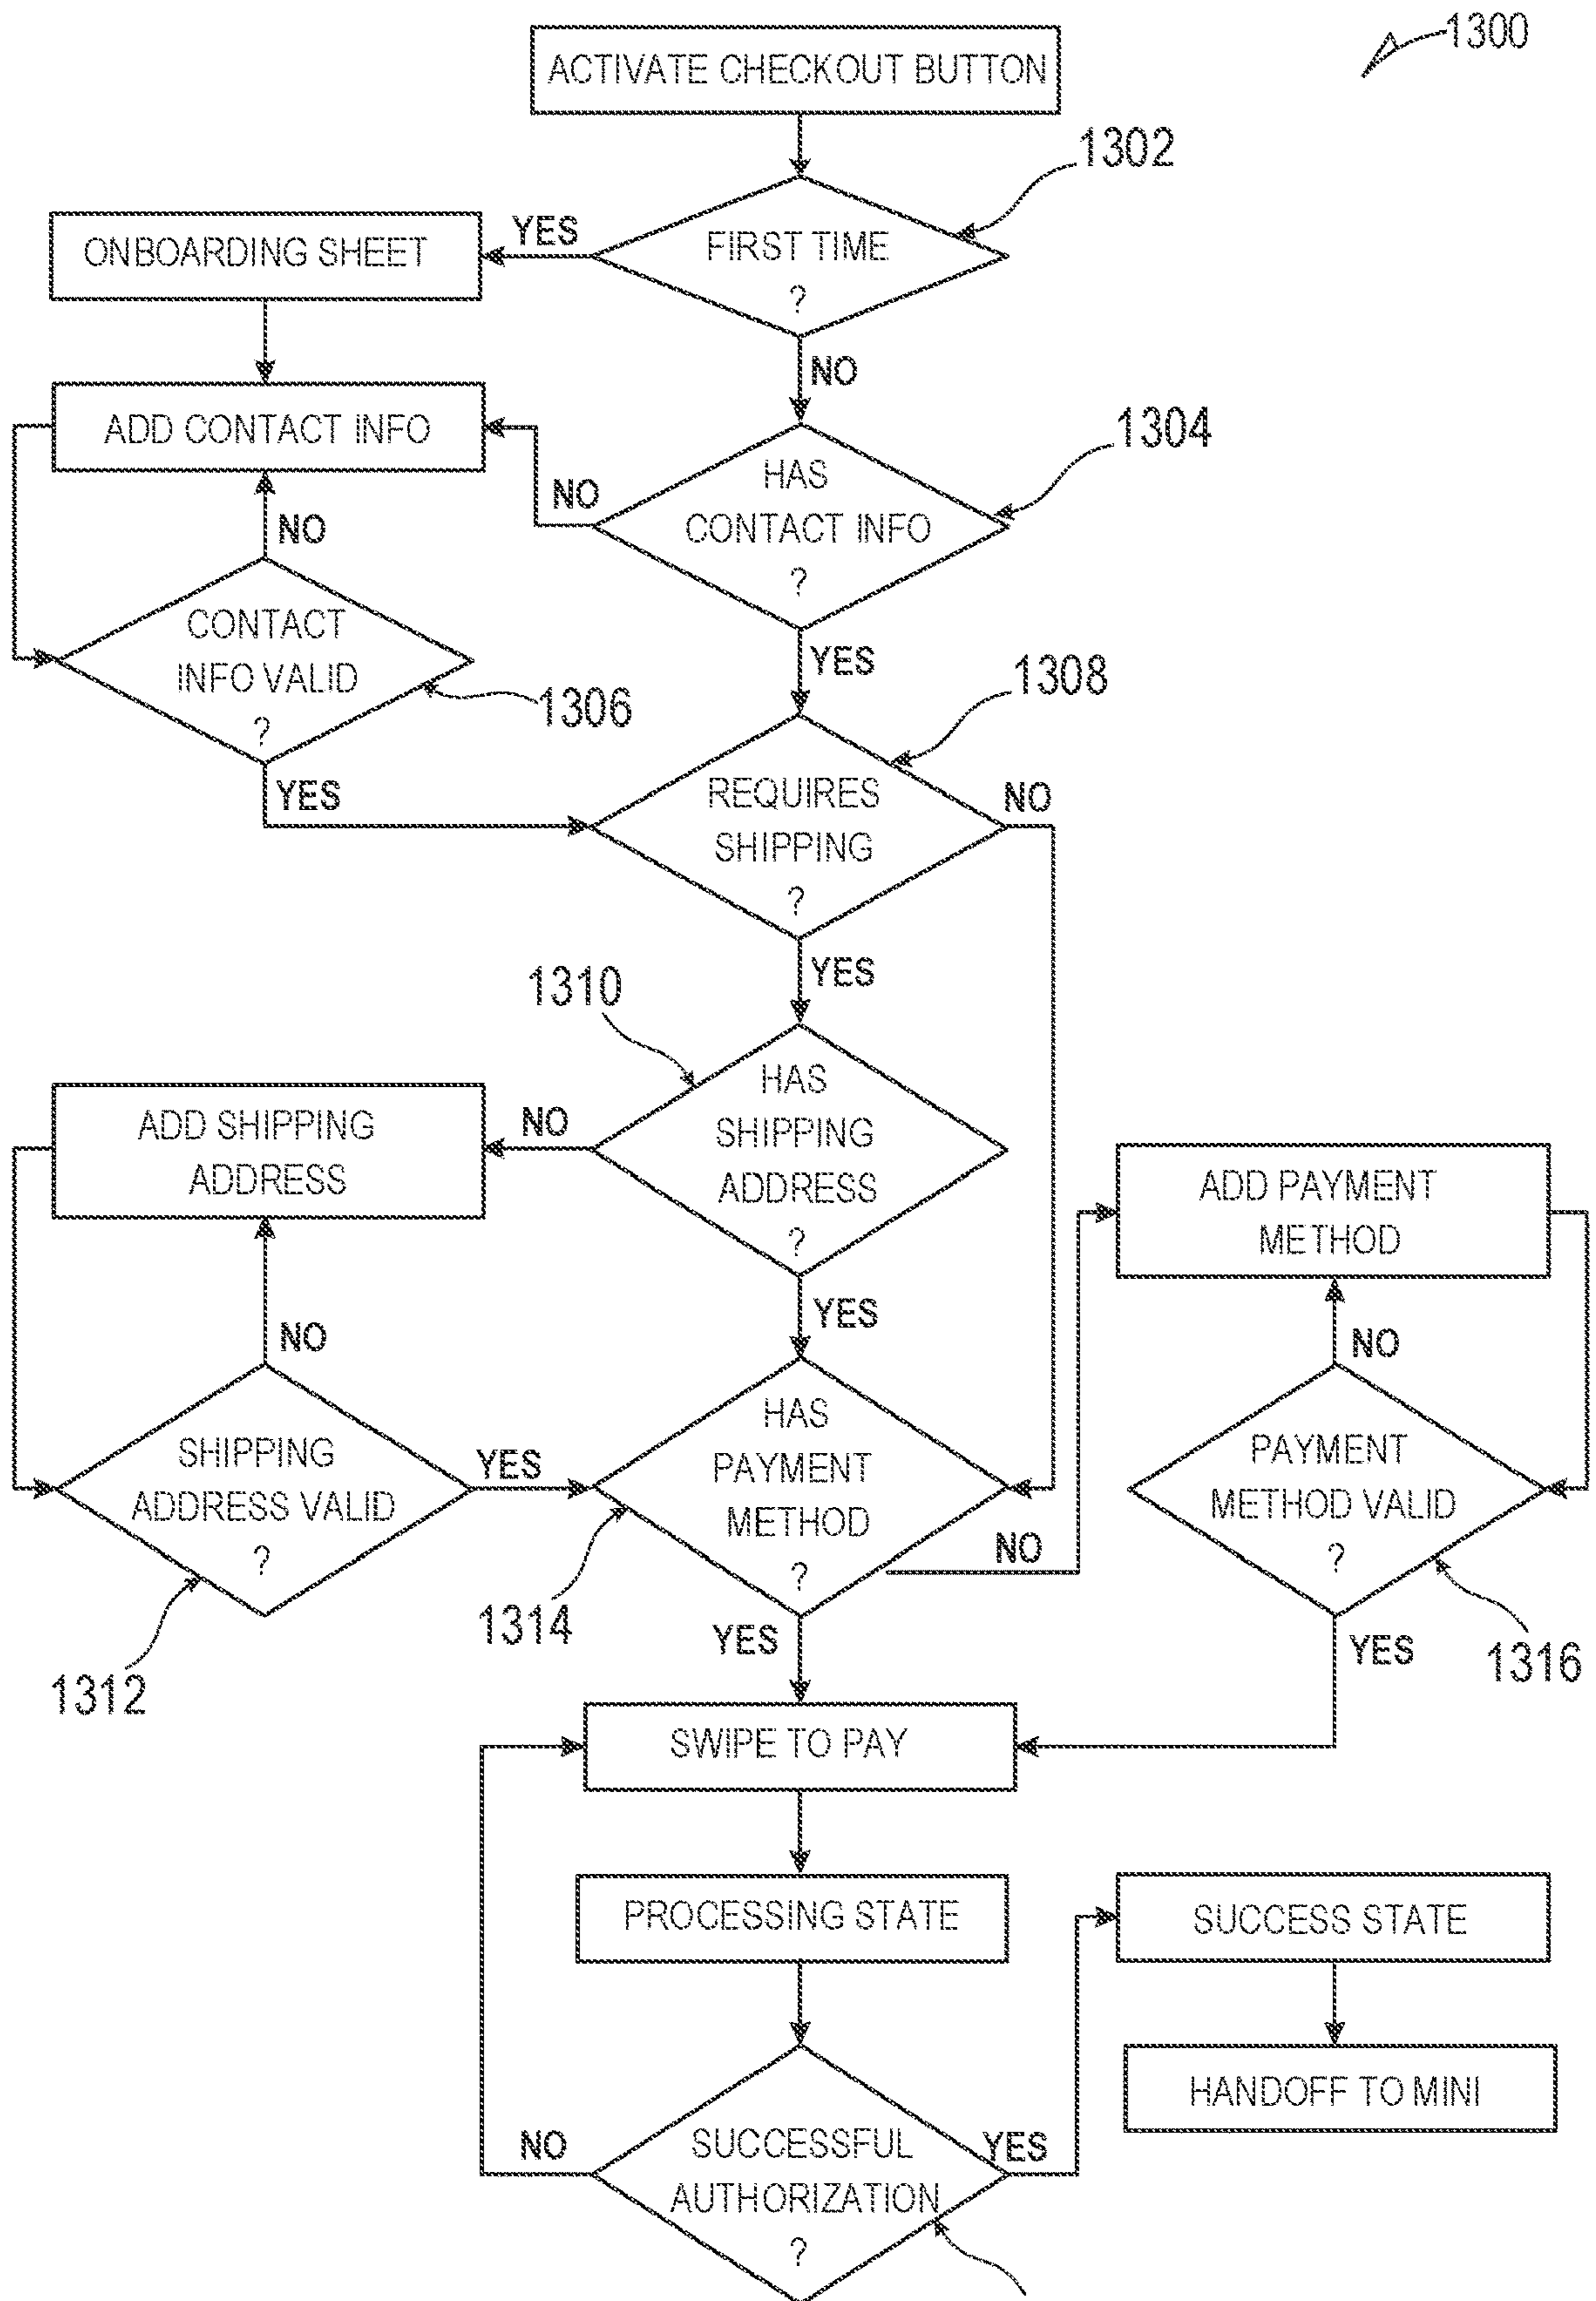 1300
ACTIVATE CHECKOUT BUTTON
1302
YES
ONBOARDING SHEET
FIRST TIME
?
NO
ADD CONTACT INFO
1304
HAS
CONTACT INFO
?
NO
NO
CONTACT
INFO VALID
?
1306
YES
1308
YES
REQUIRES
SHIPPING
?
NO
YES
1310
HAS
SHIPPING
ADDRESS
?
NO
ADD SHIPPING
ADDRESS
ADD PAYMENT
METHOD
YES
NO
NO
SHIPPING
ADDRESS VALID
?
YES
HAS
PAYMENT
METHOD
?
NO
PAYMENT
METHOD VALID
?
1312
1314
YES
YES
1316
SWIPE TO PAY
PROCESSING STATE
SUCCESS STATE
HANDOFF TO MINI
NO
SUCCESSFUL
AUTHORIZATION
?
YES